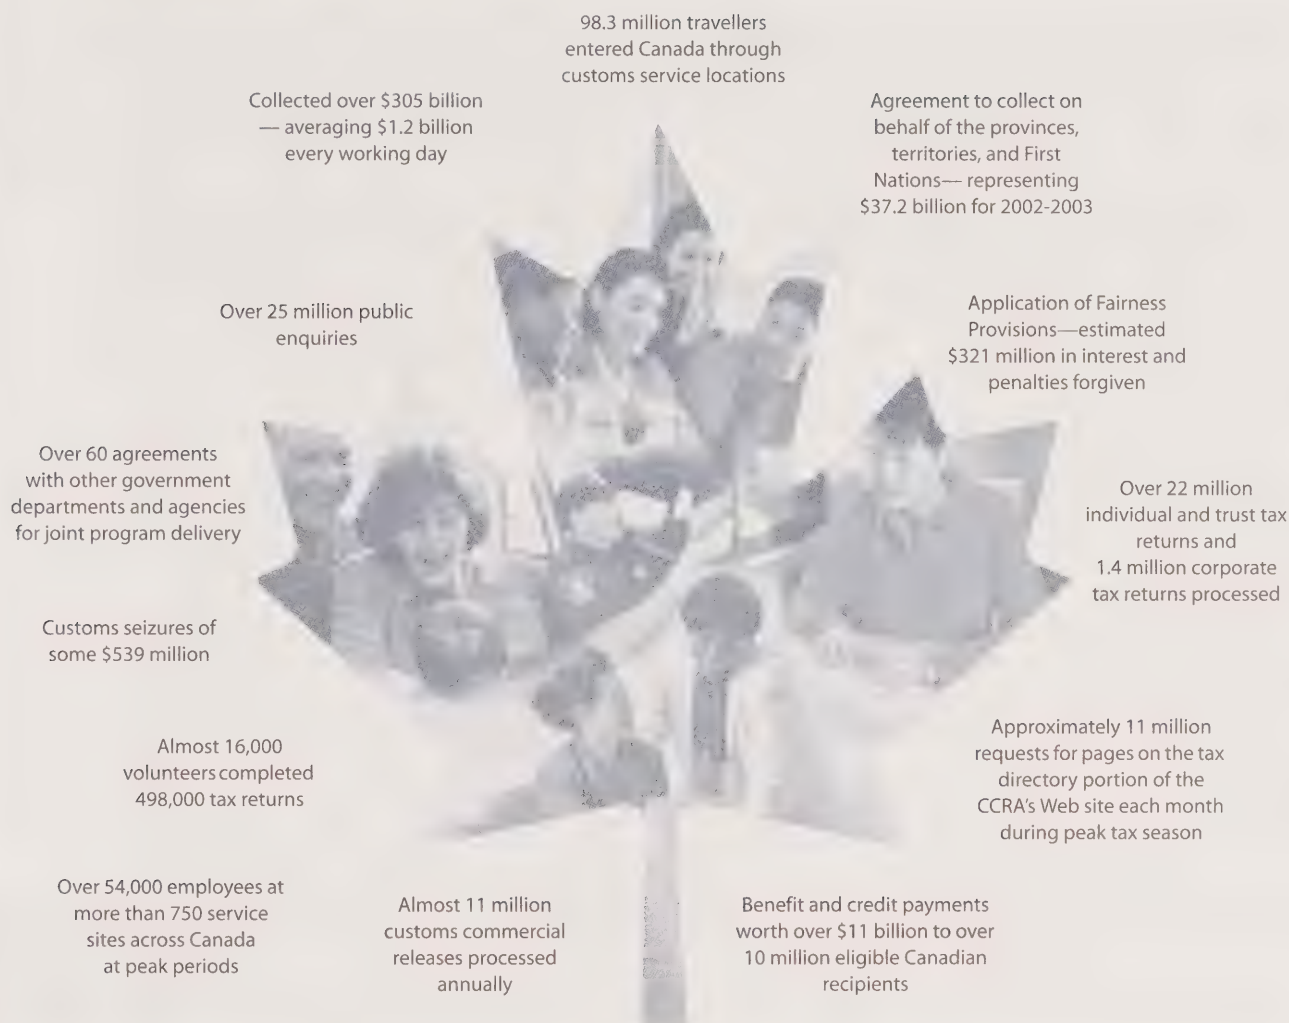 98.3 million travellers
entered Canada through
customs service locations
Collected over $305 billion
— averaging $1.2 billion
every working day
Agreement to collect on
behalf of the provinces,
territories, and First
Nations— representing
$37.2 billion for 2002-2003
Over 25 million public
enquiries
Application of Fairness
Provisions—estimated
$321 million in interest and
penalties forgiven
Over 60 agreements
with other government
departments and agencies
for joint program delivery
Over 22 million
individual and trust tax
returns and
1.4 million corporate
tax returns processed
Customs seizures of
some $539 million
Almost 16,000
volunteers completed
498,000 tax returns
Approximately 11 million
requests for pages on the tax
directory portion of the
CCRA's Web site each month
during peak tax season
Over 54,000 employees at
more than 750 service
sites across Canada
at peak periods
Almost 11 million
customs commercial
releases processed
annually
Benefit and credit payments
worth over $11 billion to over
10 million eligible Canadian
recipients